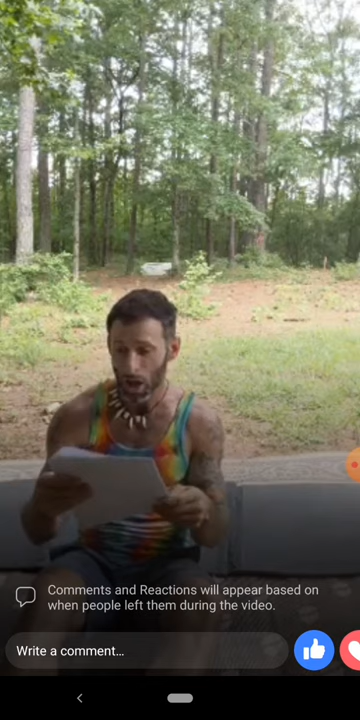 Comments and Reactions will appear based on
when people left them during the video.
Write a comment...